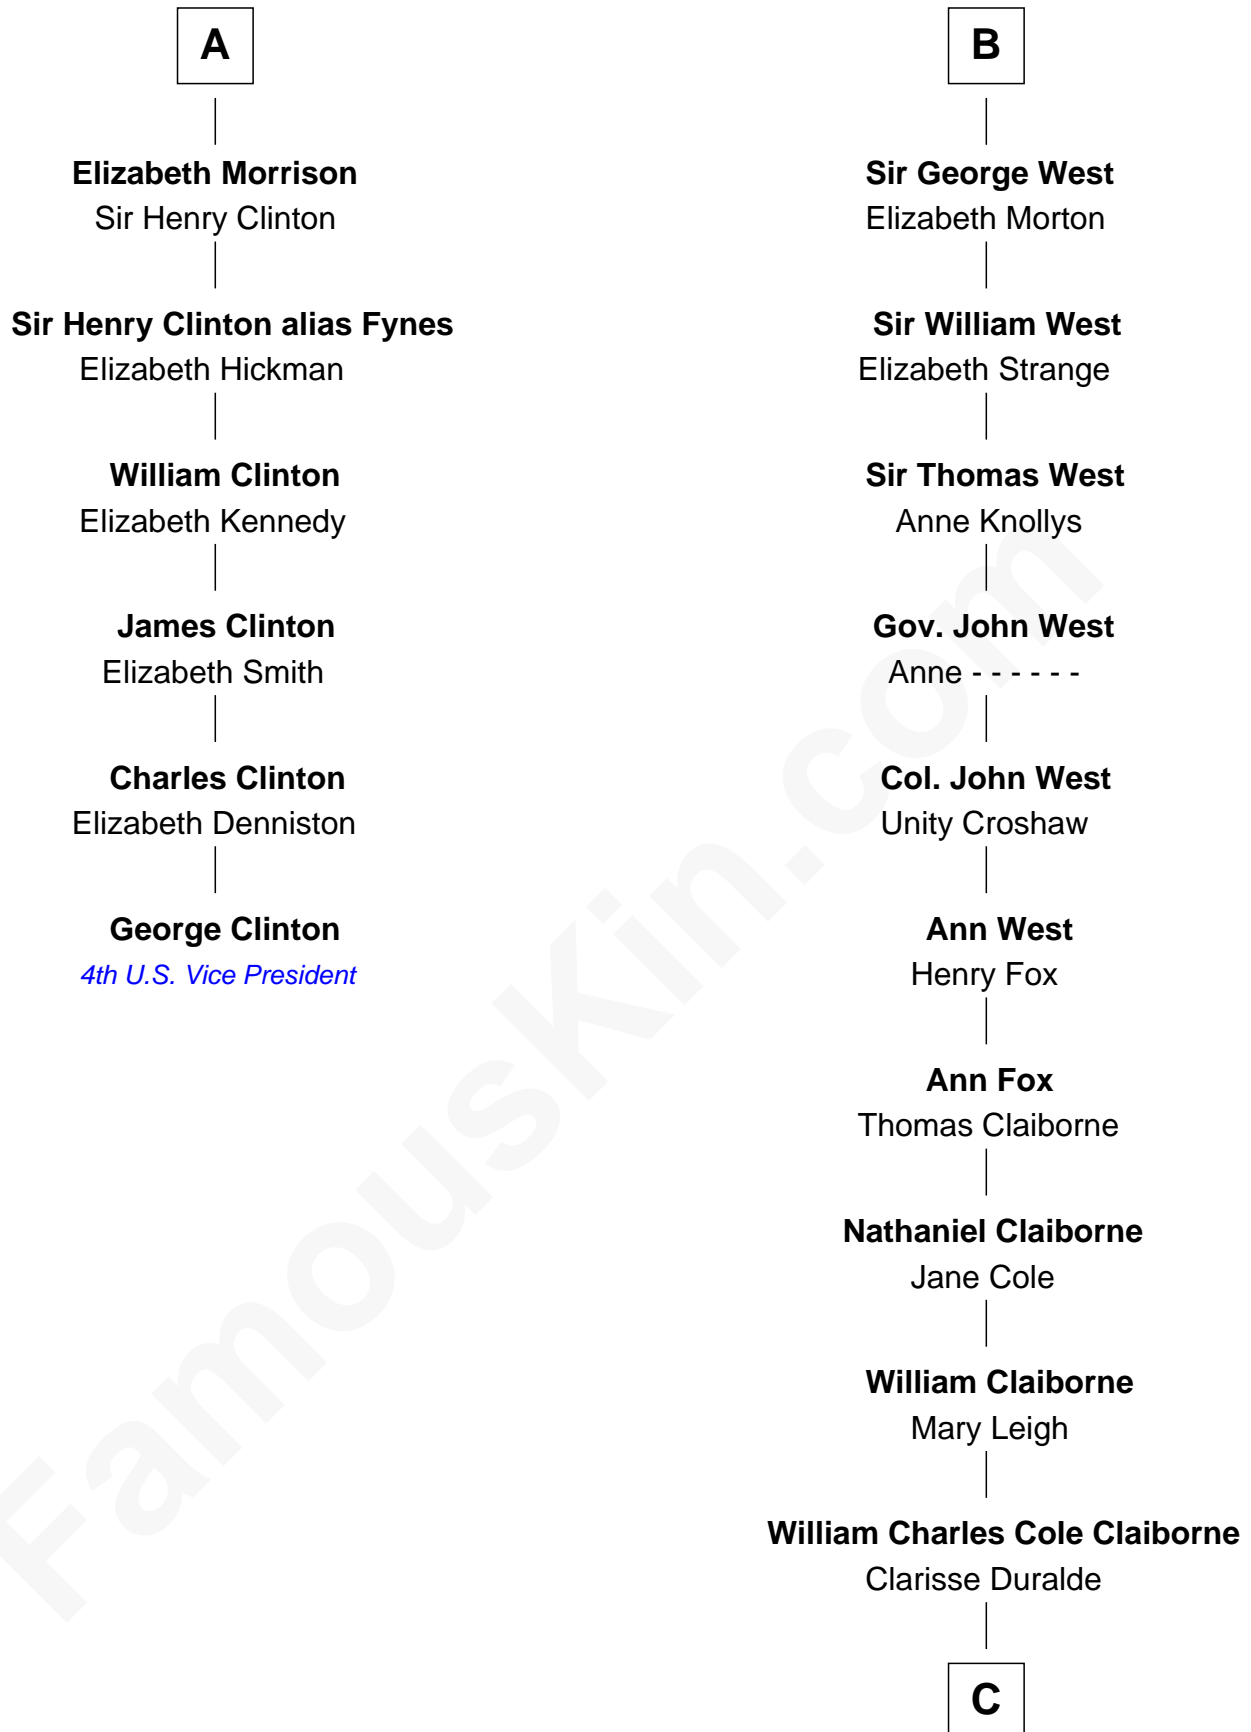 A
Elizabeth Morrison
Sir Henry Clinton
Sir Henry Clinton alias Fynes
Elizabeth Hickman
William Clinton
Elizabeth Kennedy
James Clinton
Elizabeth Smith
Charles Clinton
Elizabeth Denniston
George Clinton
4th U.S. Vice President
B
Sir George West
Elizabeth Morton
Sir William West
Elizabeth Strange
Sir Thomas West
Anne Knollys
Gov. John West
Anne - - - - - -
Col. John West
Unity Croshaw
Ann West
Henry Fox
Ann Fox
Thomas Claiborne
Nathaniel Claiborne
Jane Cole
William Claiborne
Mary Leigh
William Charles Cole Claiborne
Clarisse Duralde
C
FamousKin.com